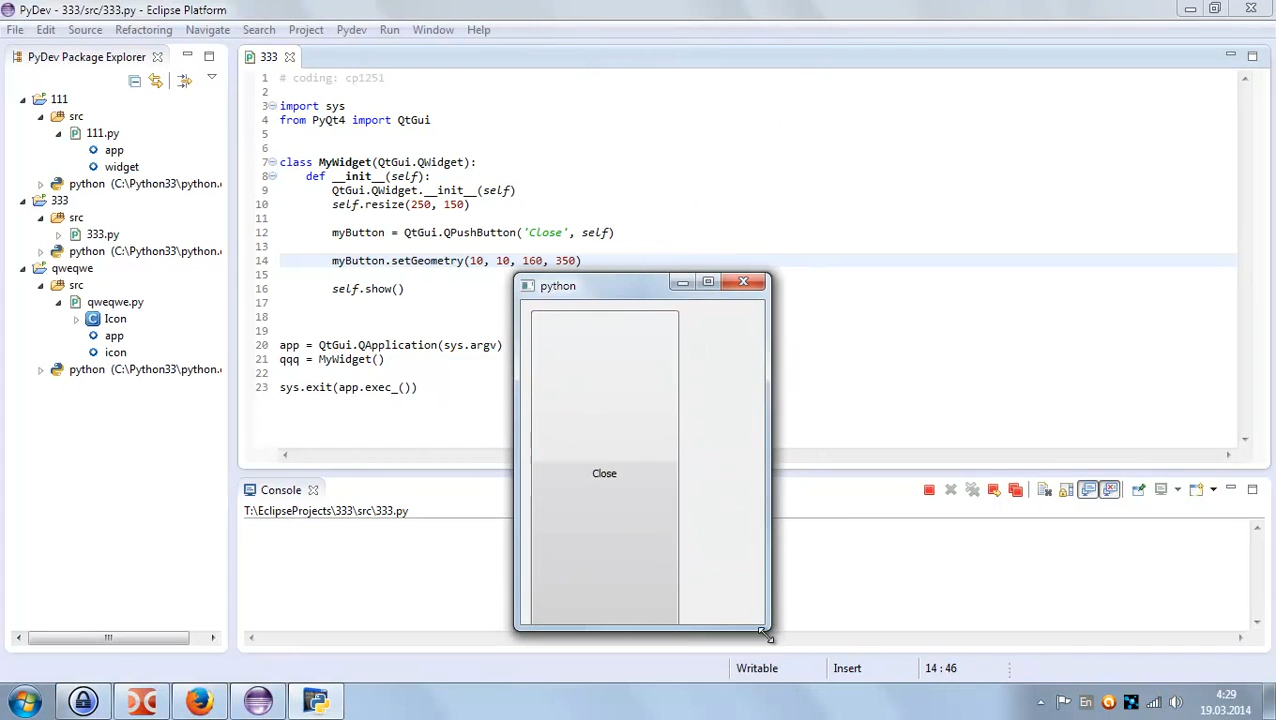 PyDev - 333/src/333.py - Eclipse Platform
File Edit Source Refactoring Navigate Search Project Pydev Run Window Help
PyDev Package Explorer
111
src
111.py
app
widget
python (C:\Python33\python.
333
src
333.py
python (C:\Python33\python.
qweqwe
src
qweqwe.py
Icon
app
icon
python (C:\Python33\python.
333
1 # coding: cp1251
2
3 import sys
4 from PyQt4 import QtGui
5
6
7 class MyWidget(QtGui.QWidget):
8 def __init__(self):
9 QtGui.QWidget.__init__(self)
10 self.resize(250, 150)
11
12 myButton = QtGui.QPushButton('Close', self)
13
14 myButton.setGeometry(10, 10, 160, 350)
15
16 self.show()
17
18
19
20 app = QtGui.QApplication(sys.argv)
21 qqq = MyWidget()
22
23 sys.exit(app.exec_())
python
Close
Console
T:\EclipseProjects\333\src\333.py
Writable Insert 14 : 46
En 4:29
19.03.2014